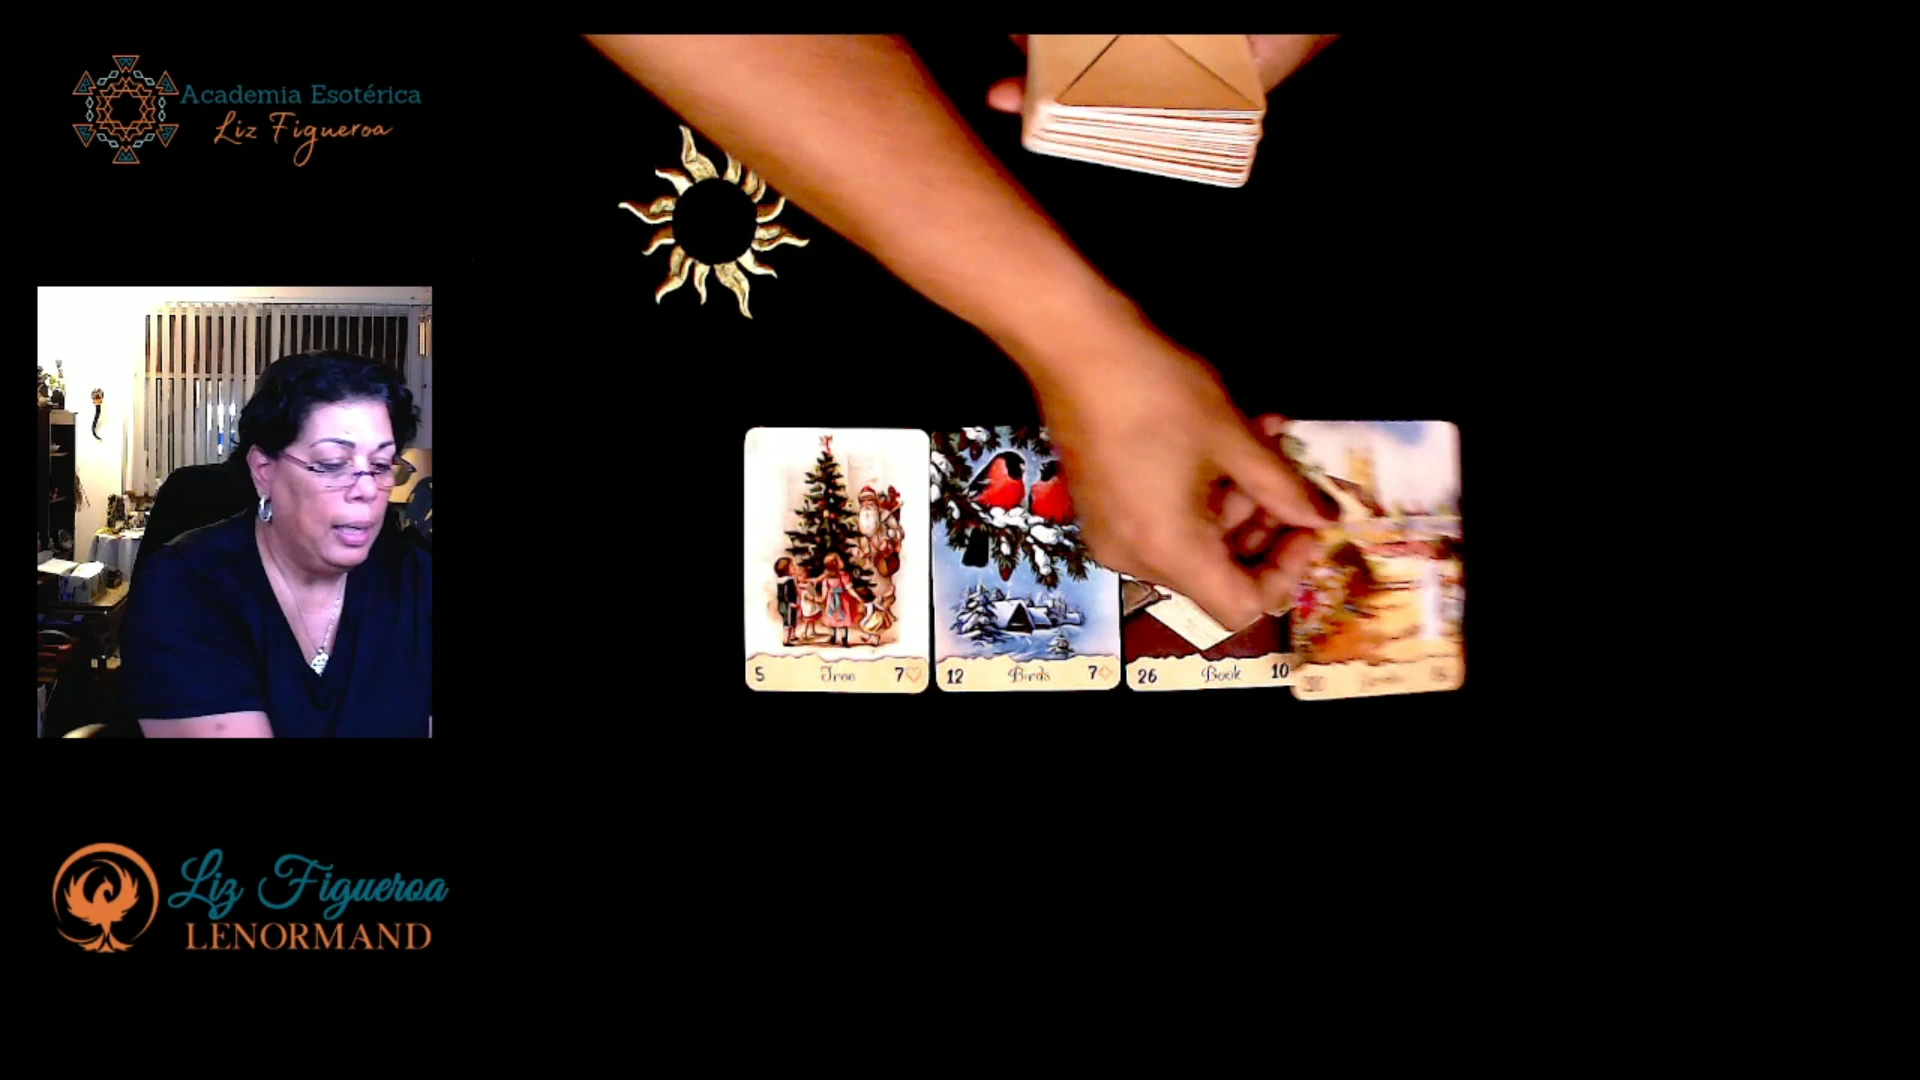 Academia Esotérica
Liz Figueroa
5 Tree 7
12 Birds 7
26 Book 10
Liz Figueroa
LENORMAND